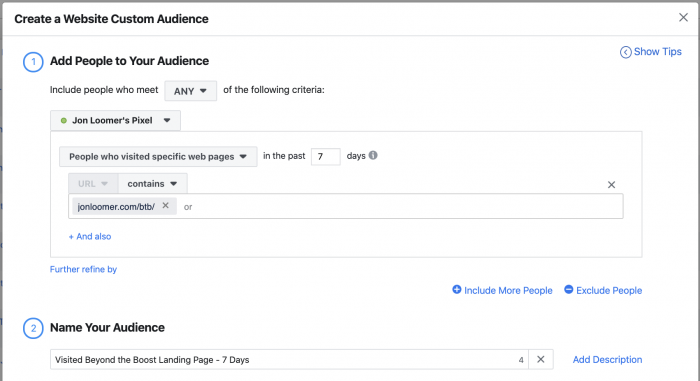 Create a Website Custom Audience
Show Tips
1 Add People to Your Audience
Include people who meet ANY of the following criteria:
Jon Loomer's Pixel
People who visited specific web pages in the past 7 days
URL contains
jonloomer.com/btb/ or
+ And also
Further refine by
Include More People Exclude People
2 Name Your Audience
Visited Beyond the Boost Landing Page - 7 Days 4 Add Description